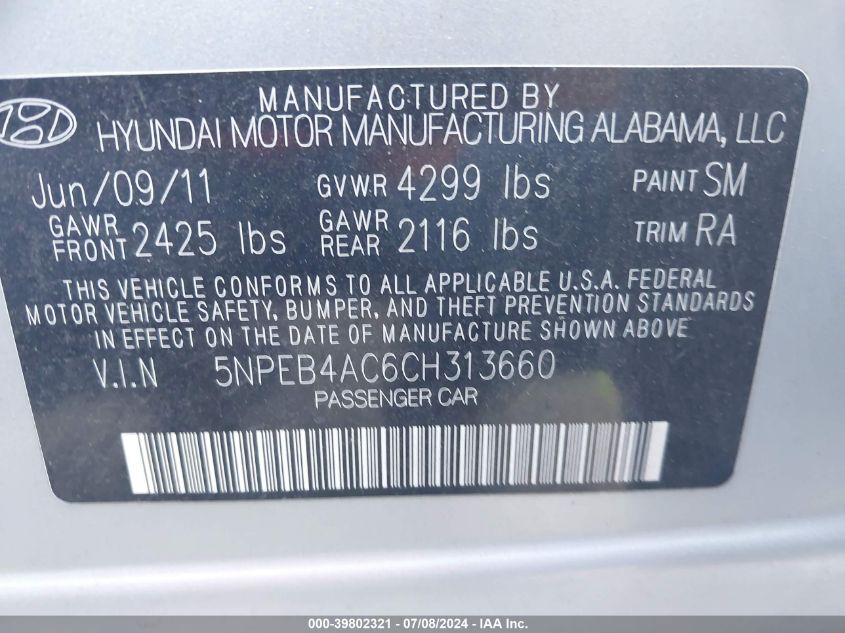 MANUFACTURED BY
HYUNDAI MOTOR MANUFACTURING ALABAMA, LLC
Jun/09/11 GVWR 4299 lbs PAINT SM
GAWR FRONT 2425 lbs GAWR REAR 2116 lbs TRIM RA
THIS VEHICLE CONFORMS TO ALL APPLICABLE U.S.A. FEDERAL
MOTOR VEHICLE SAFETY, BUMPER, AND THEFT PREVENTION STANDARDS
IN EFFECT ON THE DATE OF MANUFACTURE SHOWN ABOVE
V.I.N 5NPEB4AC6CH313660
PASSENGER CAR
000-39802321 - 07/08/2024 - IAAI.com